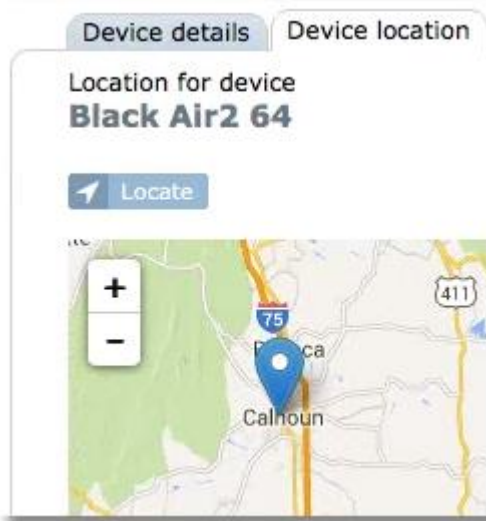 Device details
Device location
Location for device
Black Air2 64
Locate
+
75
411
-
Calhoun